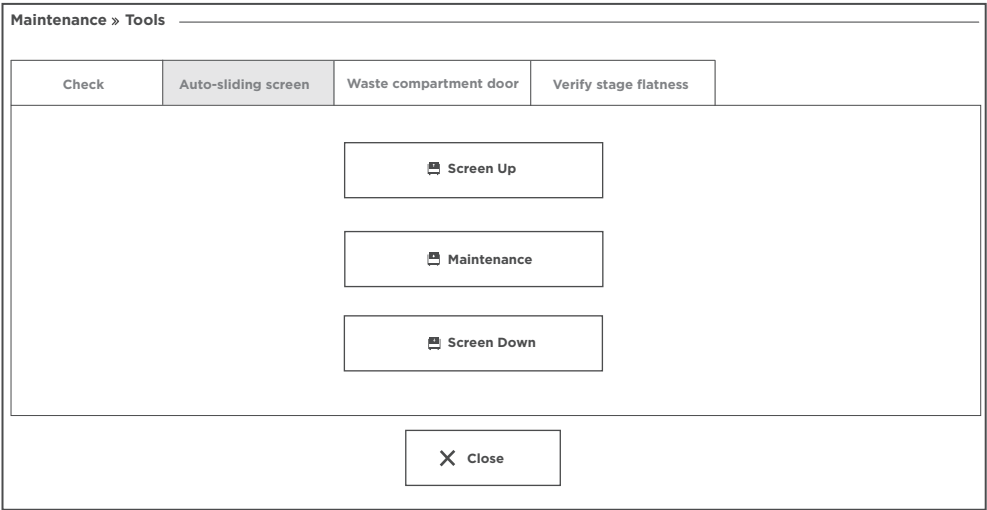 Maintenance » Tools
Check Auto-sliding screen Waste compartment door Verify stage flatness
Screen Up
Maintenance
Screen Down
Close